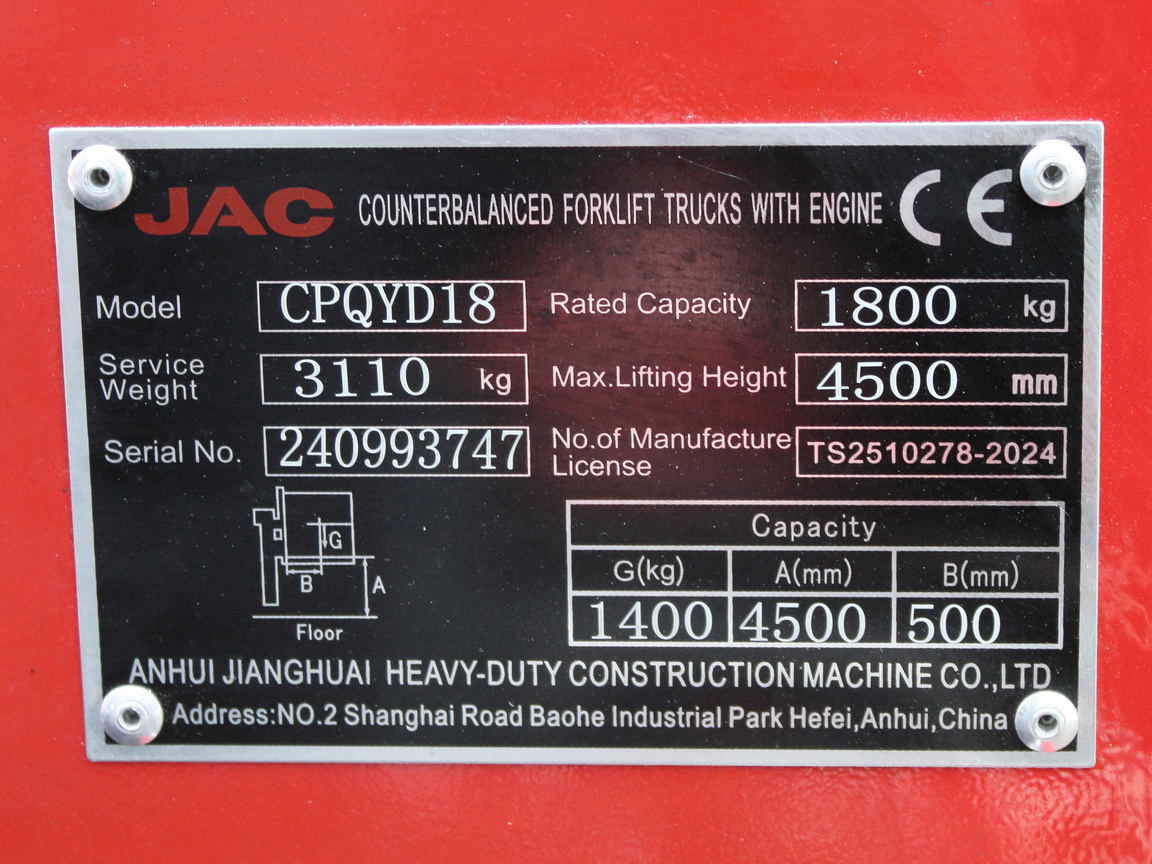 JAC COUNTERBALANCED FORKLIFT TRUCKS WITH ENGINE CE
Model CPQYD18 Rated Capacity 1800 kg
Service Weight 3110 kg Max.Lifting Height 4500 mm
Serial No. 240993747 No.of Manufacture License TS2510278-2024
G
B
A
Floor
Capacity
G(kg) A(mm) B(mm)
1400 4500 500
ANHUI JIANGHUAI HEAVY-DUTY CONSTRUCTION MACHINE CO.,LTD
Address:NO.2 Shanghai Road Baohe Industrial Park Hefei,Anhui,China